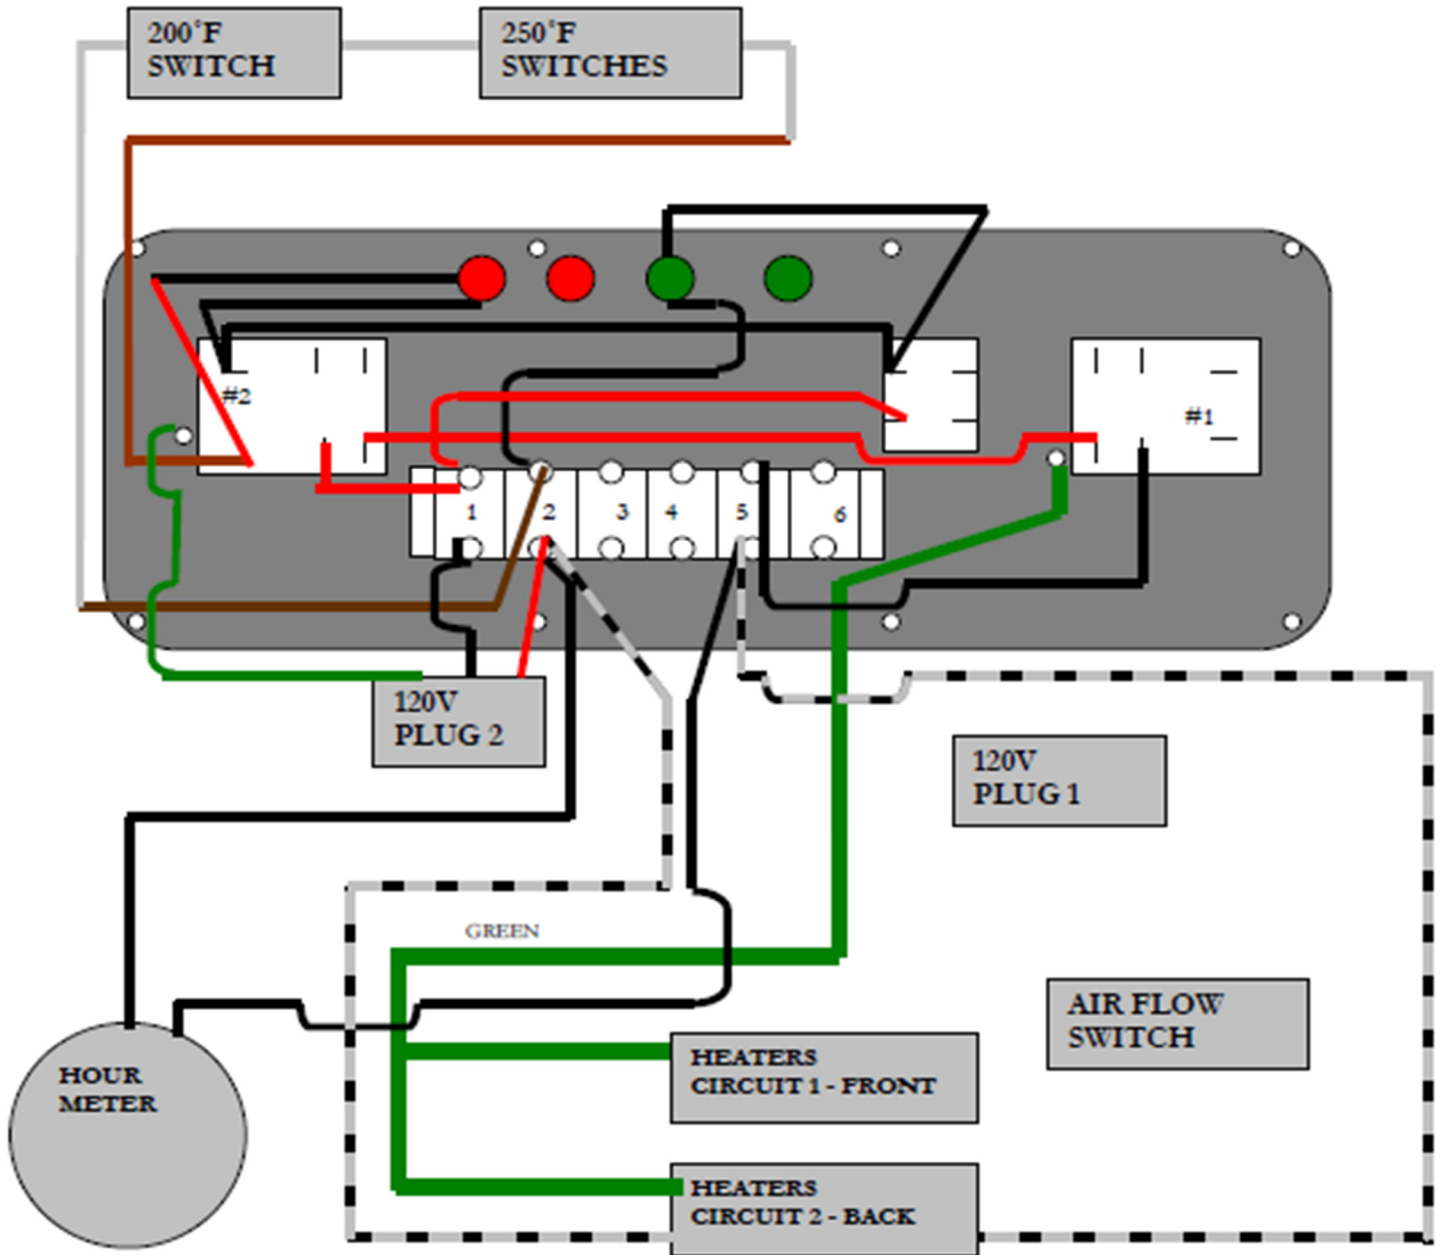 200°F
SWITCH
250°F
SWITCHES
#2
#1
1
2
3
4
5
6
120V
PLUG 2
120V
PLUG 1
GREEN
AIR FLOW
SWITCH
HOUR
METER
HEATERS
CIRCUIT 1 - FRONT
HEATERS
CIRCUIT 2 - BACK